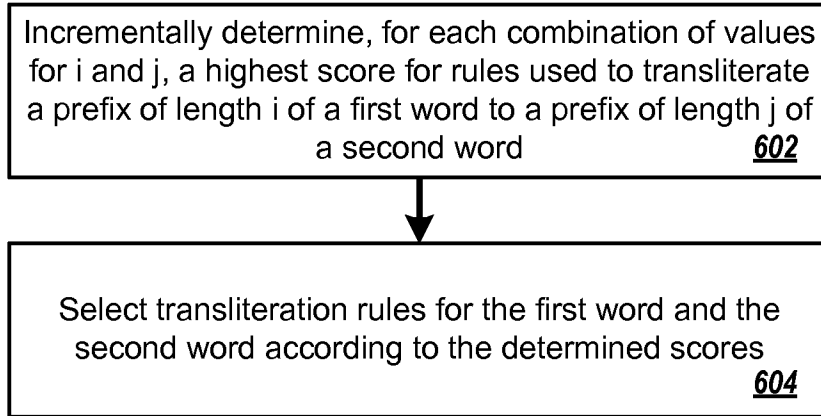 Incrementally determine, for each combination of values
for i and j, a highest score for rules used to transliterate
a prefix of length i of a first word to a prefix of length j of
a second word 602
Select transliteration rules for the first word and the
second word according to the determined scores
604